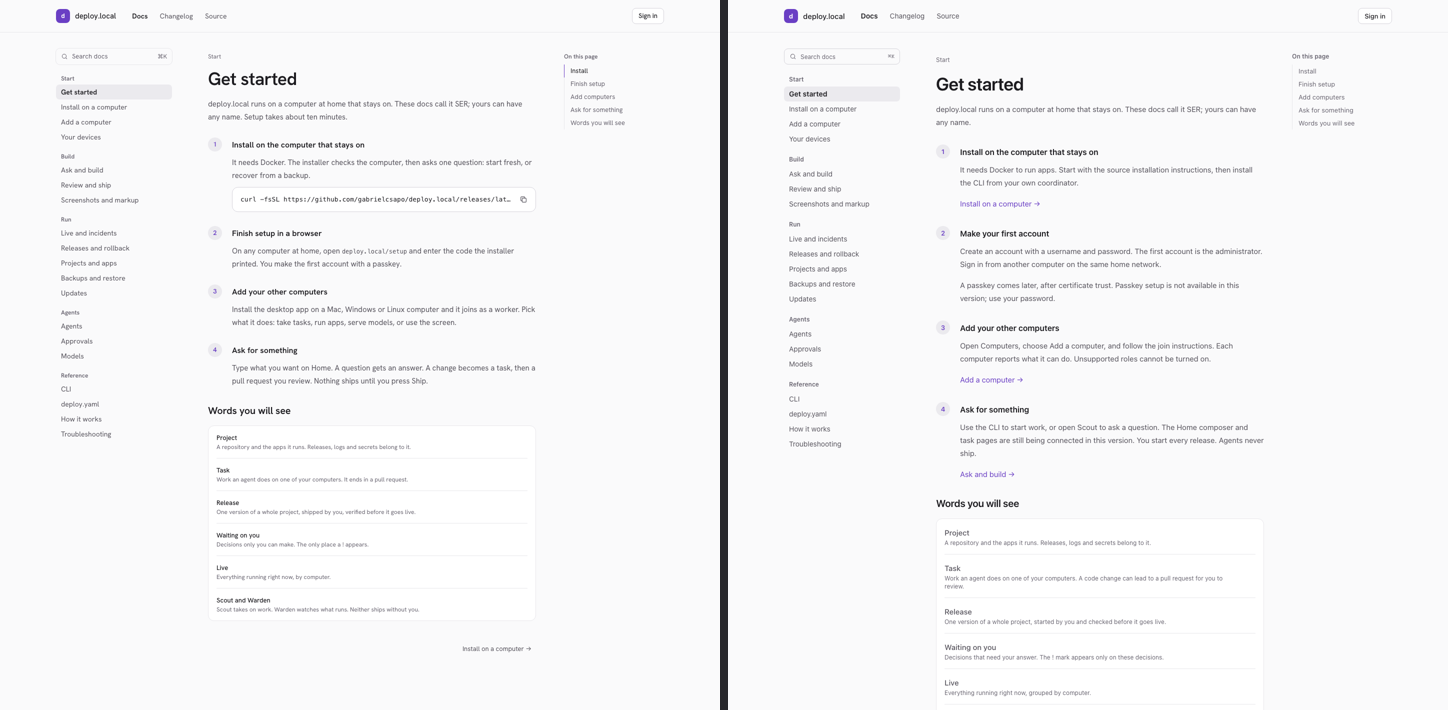 deploy.local
Docs
Changelog
Source
Sign in
Search docs
⌘K
Start
Get started
Install on a computer
Add a computer
Your devices
Build
Ask and build
Review and ship
Screenshots and markup
Run
Live and incidents
Releases and rollback
Projects and apps
Backups and restore
Updates
Agents
Agents
Approvals
Models
Reference
CLI
deploy.yaml
How it works
Troubleshooting
Start
Get started
deploy.local runs on a computer at home that stays on. These docs call it SER; yours can have
any name. Setup takes about ten minutes.
1
Install on the computer that stays on
It needs Docker. The installer checks the computer, then asks one question: start fresh, or
recover from a backup.
curl -fsSL https://github.com/gabrielcsapo/deploy.local/releases/lat…
2
Finish setup in a browser
On any computer at home, open deploy.local/setup and enter the code the installer
printed. You make the first account with a passkey.
3
Add your other computers
Install the desktop app on a Mac, Windows or Linux computer and it joins as a worker. Pick
what it does: take tasks, run apps, serve models, or use the screen.
4
Ask for something
Type what you want on Home. A question gets an answer. A change becomes a task, then a
pull request you review. Nothing ships until you press Ship.
Words you will see
Project
A repository and the apps it runs. Releases, logs and secrets belong to it.
Task
Work an agent does on one of your computers. It ends in a pull request.
Release
One version of a whole project, shipped by you, verified before it goes live.
Waiting on you
Decisions only you can make. The only place a ! appears.
Live
Everything running right now, by computer.
Scout and Warden
Scout takes on work. Warden watches what runs. Neither ships without you.
Install on a computer →
On this page
Install
Finish setup
Add computers
Ask for something
Words you will see
d
deploy.local
Docs
Changelog
Source
Sign in
Search docs
⌘K
Start
Get started
Install on a computer
Add a computer
Your devices
Build
Ask and build
Review and ship
Screenshots and markup
Run
Live and incidents
Releases and rollback
Projects and apps
Backups and restore
Updates
Agents
Agents
Approvals
Models
Reference
CLI
deploy.yaml
How it works
Troubleshooting
Start
Get started
deploy.local runs on a computer at home that stays on. These docs call it SER; yours can have
any name.
1
Install on the computer that stays on
It needs Docker to run apps. Start with the source installation instructions, then install
the CLI from your own coordinator.
Install on a computer →
2
Make your first account
Create an account with a username and password. The first account is the administrator.
Sign in from another computer on the same home network.
A passkey comes later, after certificate trust. Passkey setup is not available in this
version; use your password.
3
Add your other computers
Open Computers, choose Add a computer, and follow the join instructions. Each
computer reports what it can do. Unsupported roles cannot be turned on.
Add a computer →
4
Ask for something
Use the CLI to start work, or open Scout to ask a question. The Home composer and
task pages are still being connected in this version. You start every release. Agents never
ship.
Ask and build →
Words you will see
Project
A repository and the apps it runs. Releases, logs and secrets belong to it.
Task
Work an agent does on one of your computers. A code change can lead to a pull request for you to
review.
Release
One version of a whole project, started by you and checked before it goes live.
Waiting on you
Decisions that need your answer. The ! mark appears only on these decisions.
Live
Everything running right now, grouped by computer.
On this page
Install
Finish setup
Add computers
Ask for something
Words you will see